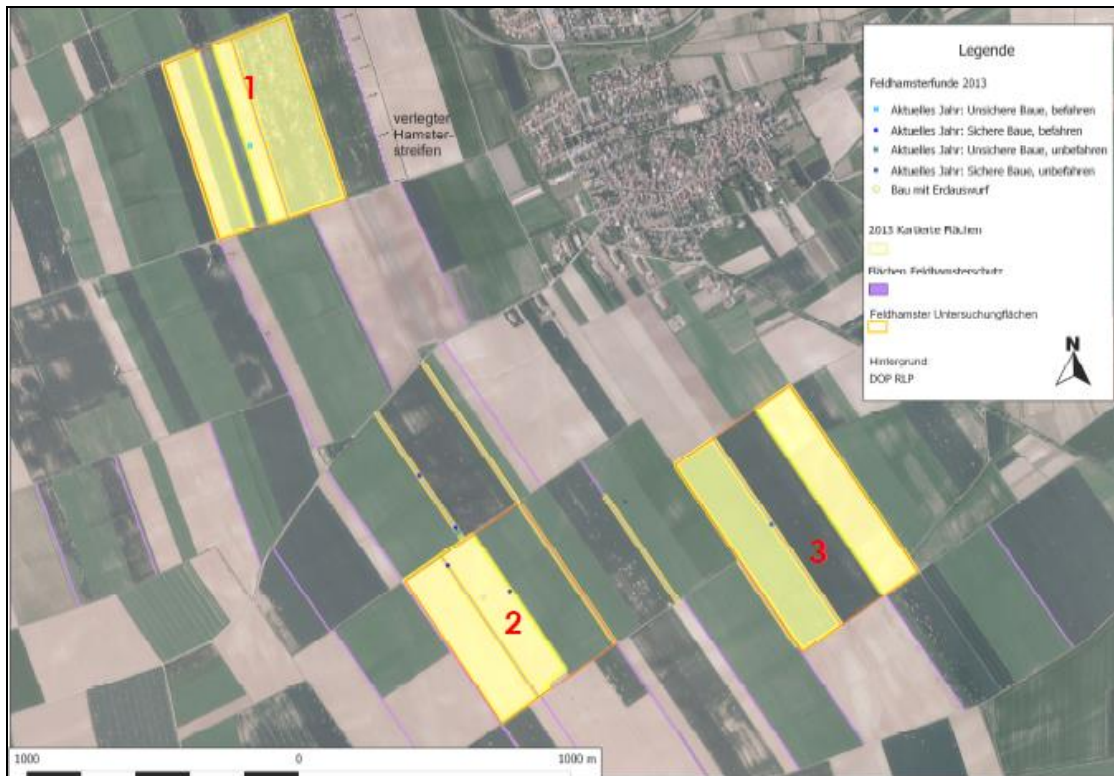 1
verlegter
Hamster-
streifen
Legende
Feldhamsterfunde 2013
Aktuelles Jahr: Unsichere Baue, befahren
Aktuelles Jahr: Sichere Baue, befahren
Aktuelles Jahr: Unsichere Baue, unbefahren
Aktuelles Jahr: Sichere Baue, unbefahren
Bau mit Erdauswurf
2013 Kartierte Flächen
Flächen Feldhamsterschutz
Feldhamster Untersuchungflächen
Hintergrund:
DOP RLP
N
2
3
1000 0 1000 m